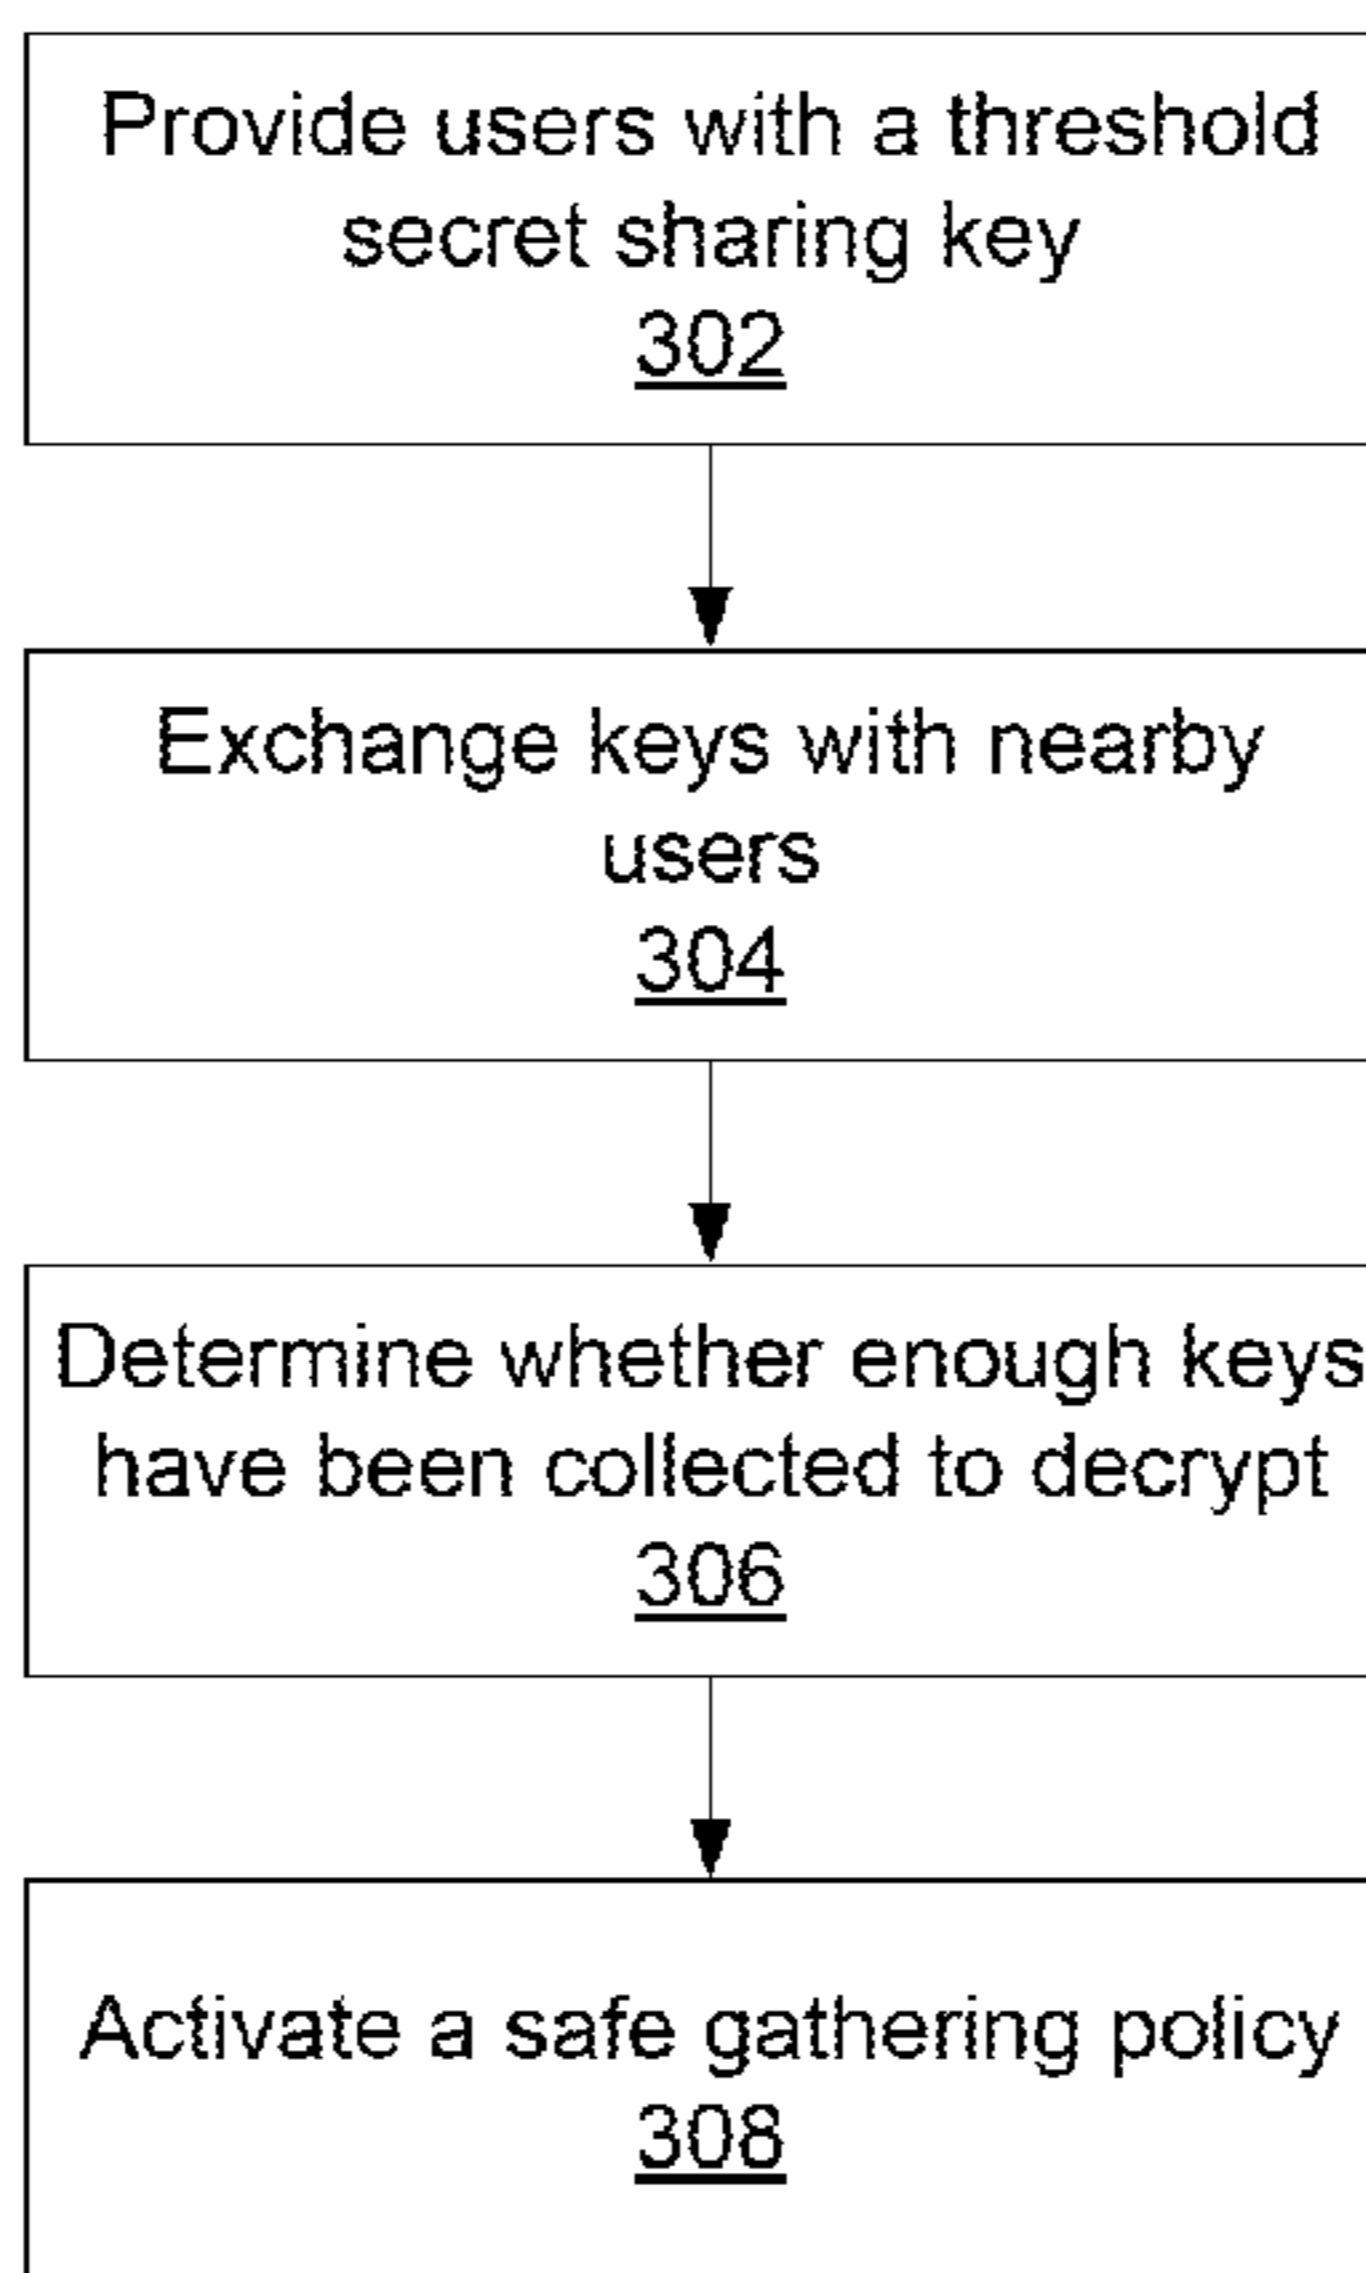 Provide users with a threshold
secret sharing key
302
Exchange keys with nearby
users
304
Determine whether enough keys
have been collected to decrypt
306
Activate a safe gathering policy
308